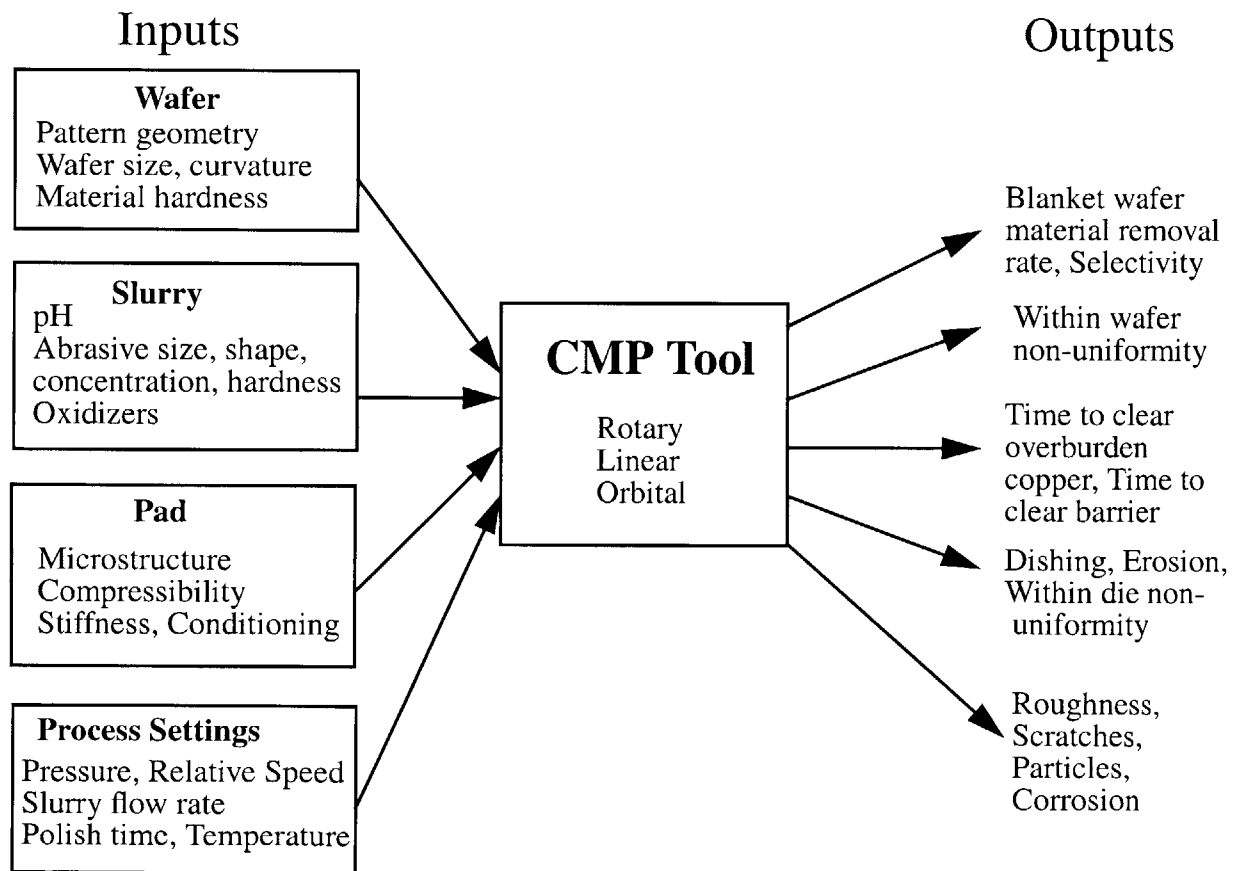 Inputs
Wafer
Pattern geometry
Wafer size, curvature
Material hardness
Slurry
pH
Abrasive size, shape,
concentration, hardness
Oxidizers
Pad
Microstructure
Compressibility
Stiffness, Conditioning
Process Settings
Pressure, Relative Speed
Slurry flow rate
Polish time, Temperature
CMP Tool
Rotary
Linear
Orbital
Outputs
Blanket wafer
material removal
rate, Selectivity
Within wafer
non-uniformity
Time to clear
overburden
copper, Time to
clear barrier
Dishing, Erosion,
Within die non-
uniformity
Roughness,
Scratches,
Particles,
Corrosion